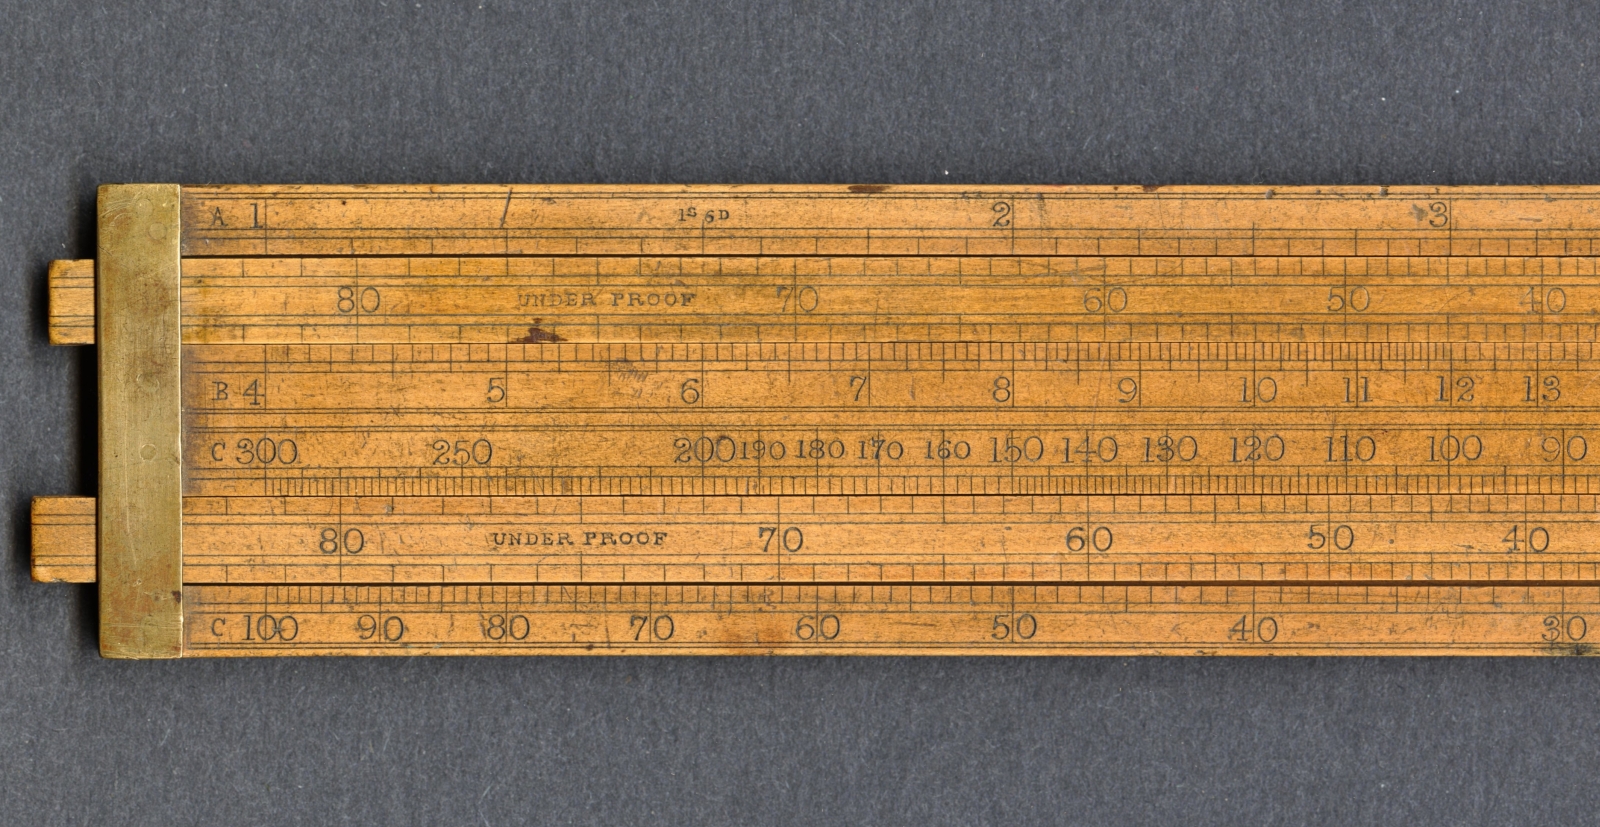 A 1 1S 6D 2 3
80 UNDER PROOF 70 60 50 40
B 4 5 6 7 8 9 10 11 12 13
C 300 250 200 190 180 170 160 150 140 130 120 110 100 90
80 UNDER PROOF 70 60 50 40
C 100 90 80 70 60 50 40 30